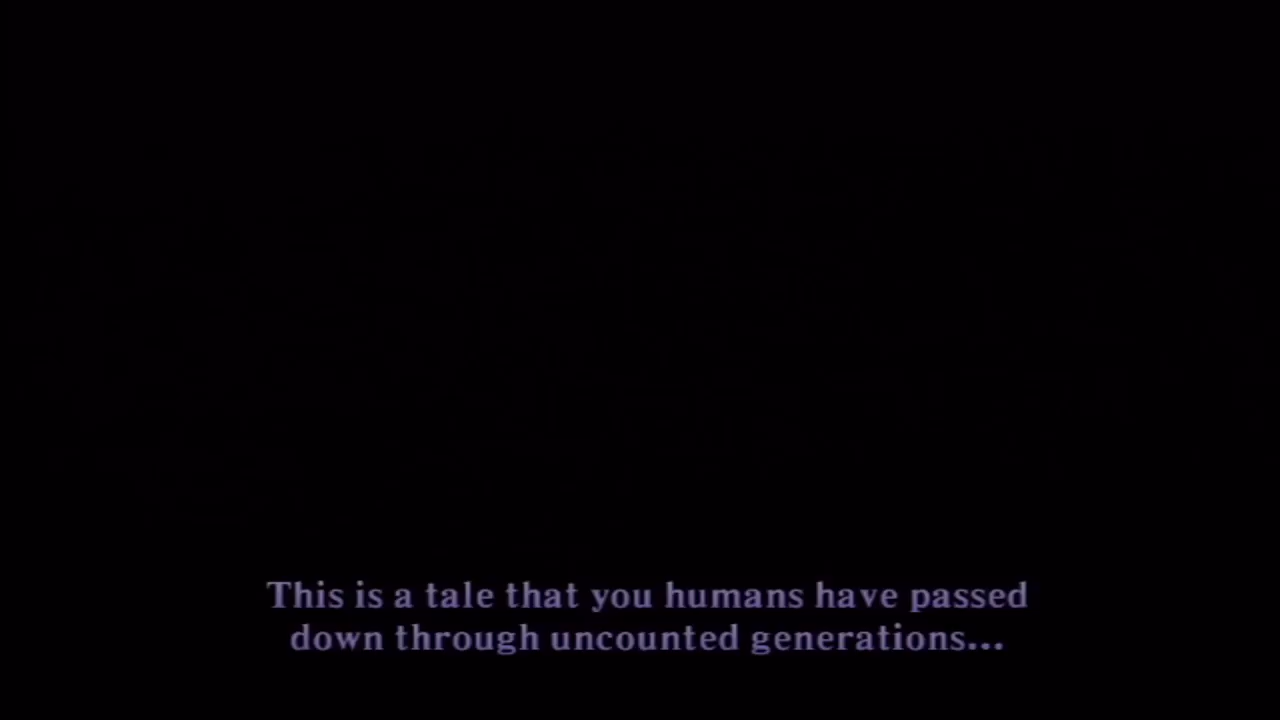 This is a tale that you humans have passed
down through uncounted generations...